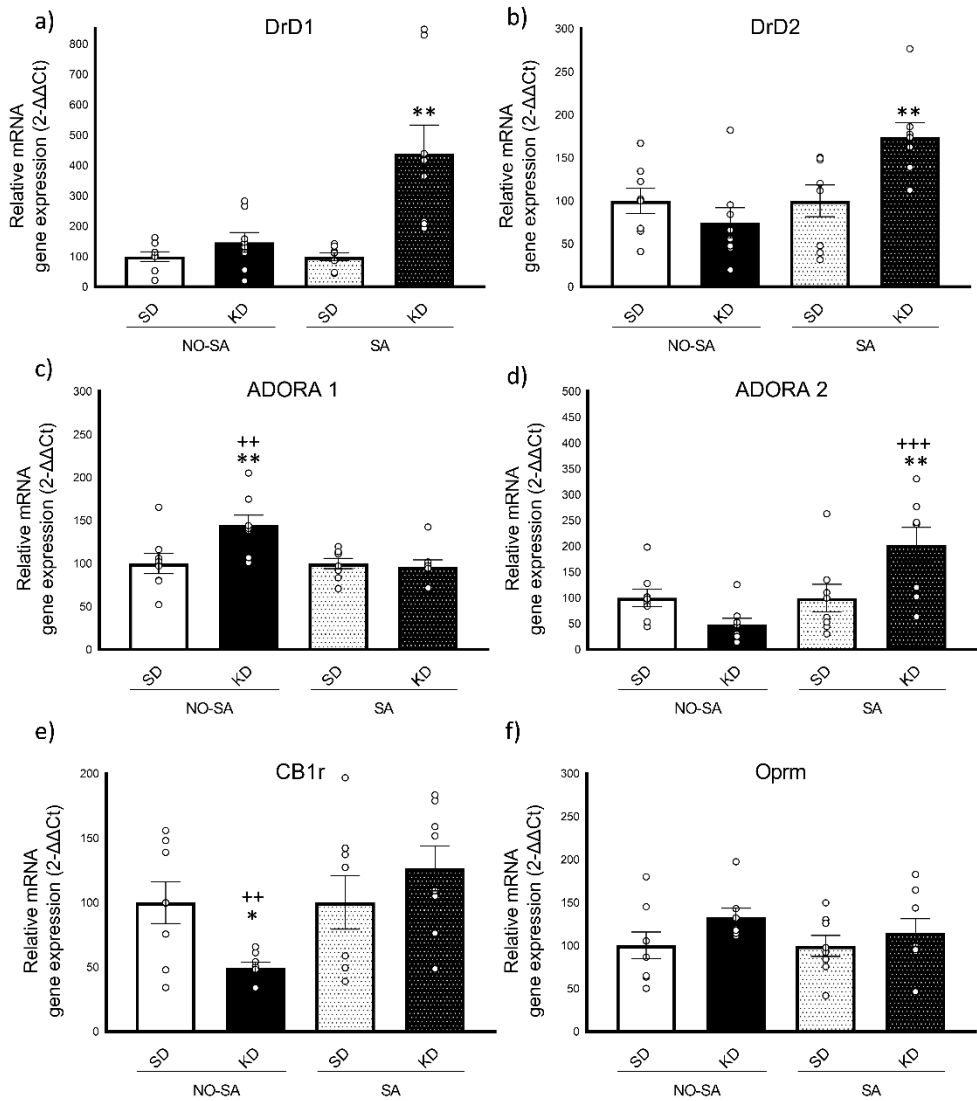 a)
DrD1
Relative mRNA
gene expression (2-ΔΔCt)
800
700
600
500
400
300
200
100
0
**
SD
KD
SD
KD
NO-SA
SA
b)
DrD2
Relative mRNA
gene expression (2-ΔΔCt)
300
250
200
150
100
50
0
**
SD
KD
SD
KD
NO-SA
SA
c)
ADORA 1
Relative mRNA
gene expression (2-ΔΔCt)
300
250
200
150
100
50
0
++
**
SD
KD
SD
KD
NO-SA
SA
d)
ADORA 2
Relative mRNA
gene expression (2-ΔΔCt)
500
450
400
350
300
250
200
150
100
50
0
+++
**
SD
KD
SD
KD
NO-SA
SA
e)
CB1r
Relative mRNA
gene expression (2-ΔΔCt)
200
150
100
50
0
++
*
SD
KD
SD
KD
NO-SA
SA
f)
Oprm
Relative mRNA
gene expression (2-ΔΔCt)
300
250
200
150
100
50
0
SD
KD
SD
KD
NO-SA
SA